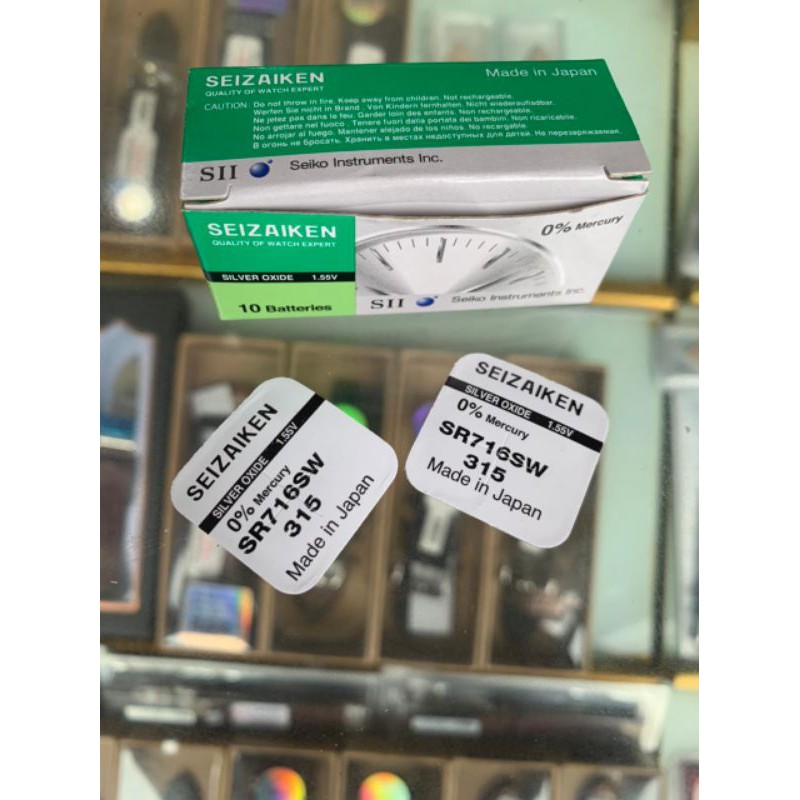 SEIZAIKEN
QUALITY OF WATCH EXPERT
Made in Japan
CAUTION: Do not throw in fire. Keep away from children. Not rechargeable.
Werfen Sie nicht in Brand. Von Kindern fernhalten. Nicht wiederaufladbar.
Ne jetez pas dans le feu. Garder loin des enfants. Non rechargeable.
Non gettare nel fuoco. Tenere fuori dalla portata dei bambini. Non ricaricabile.
No arrojar al fuego. Mantener alejado de los niños. No recargable.
В огонь не бросать. Хранить в местах недоступных для детей. Не перезаряжаемая.
SII Seiko Instruments Inc.
SEIZAIKEN
QUALITY OF WATCH EXPERT
0% Mercury
SILVER OXIDE 1.55V
10 Batteries
SII Seiko Instruments Inc.
SEIZAIKEN
SILVER OXIDE 1.55V
0% Mercury
SR716SW
315
Made in Japan
SEIZAIKEN
SILVER OXIDE 1.55V
0% Mercury
SR716SW
315
Made in Japan